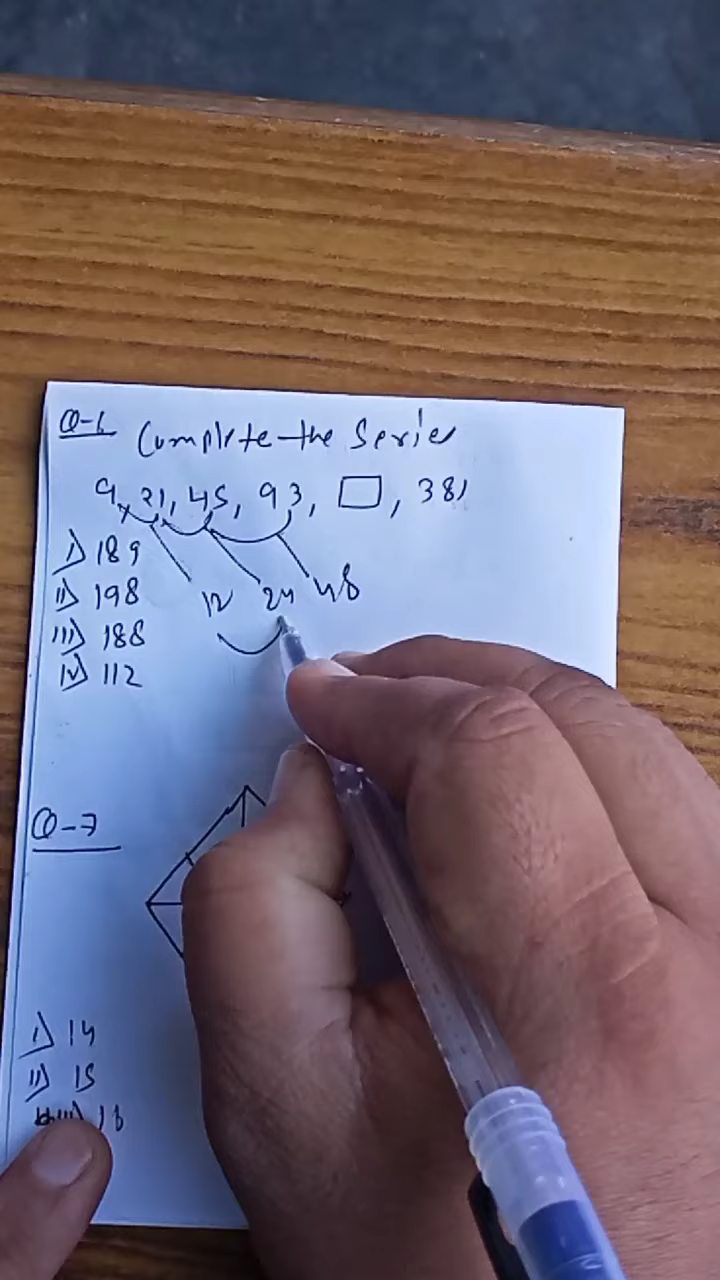 Q-6 Complete the Series
9, 21, 45, 93, □, 381
i) 189
ii) 198
iii) 188
iv) 112
12 24 48
Q-7
i) 14
ii) 15
iii)